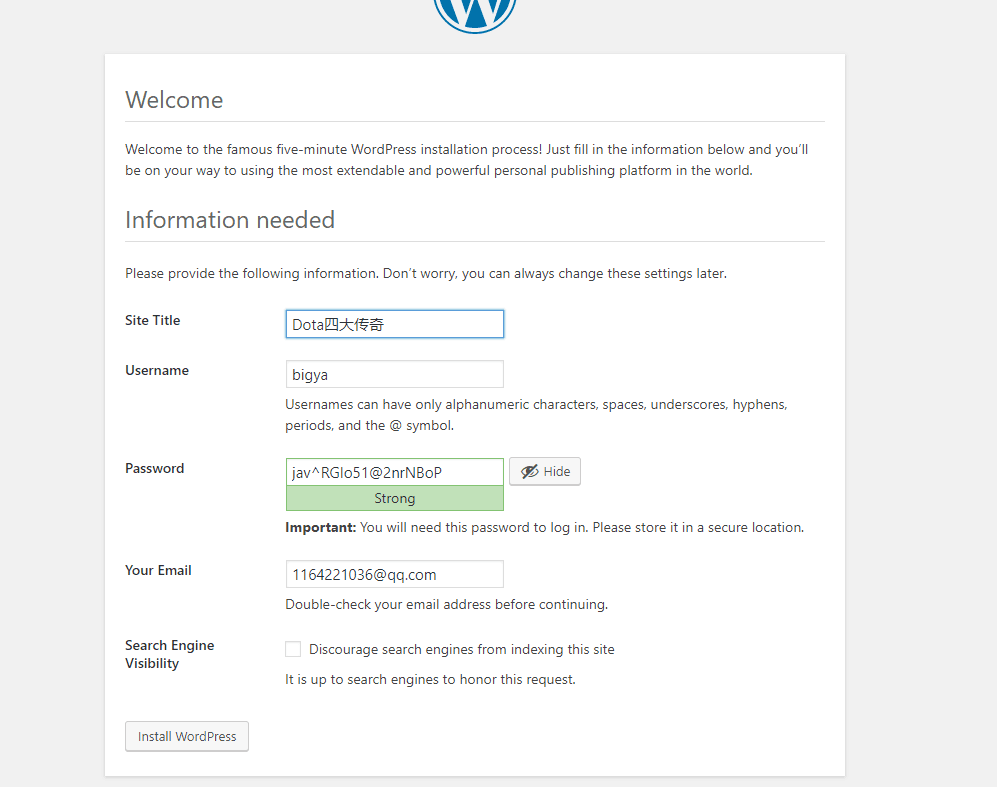 Welcome
Welcome to the famous five-minute WordPress installation process! Just fill in the information below and you'll
be on your way to using the most extendable and powerful personal publishing platform in the world.
Information needed
Please provide the following information. Don't worry, you can always change these settings later.
Site Title
Dota四大传奇
Username
bigya
Usernames can have only alphanumeric characters, spaces, underscores, hyphens,
periods, and the @ symbol.
Password
jav^RGlo51@2nrNBoP
Hide
Strong
Important: You will need this password to log in. Please store it in a secure location.
Your Email
1164221036@qq.com
Double-check your email address before continuing.
Search Engine
Visibility
Discourage search engines from indexing this site
It is up to search engines to honor this request.
Install WordPress